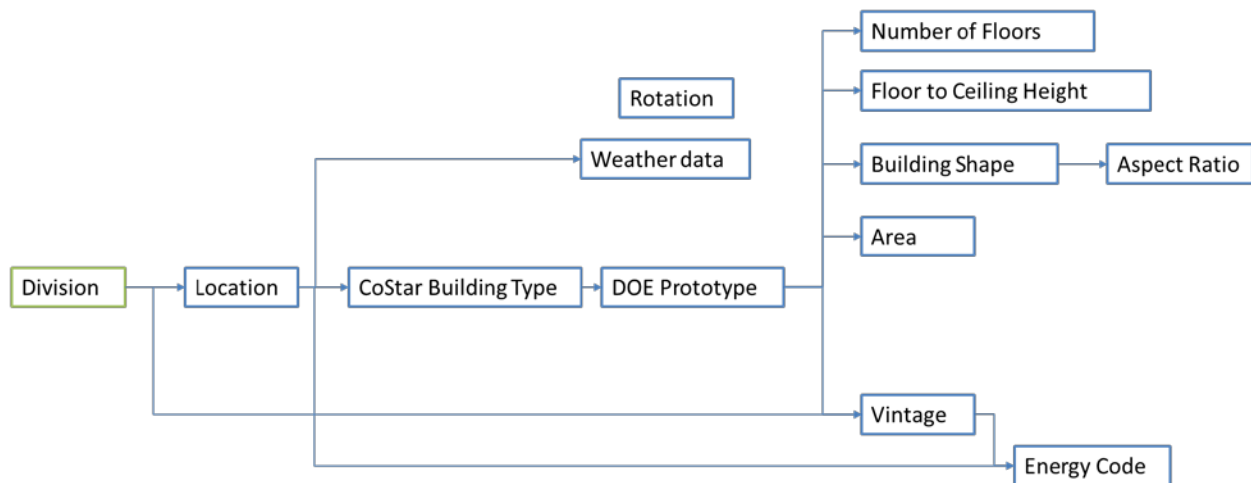 Number of Floors
Rotation
Floor to Ceiling Height
Weather data
Building Shape
Aspect Ratio
Area
Division
Location
CoStar Building Type
DOE Prototype
Vintage
Energy Code